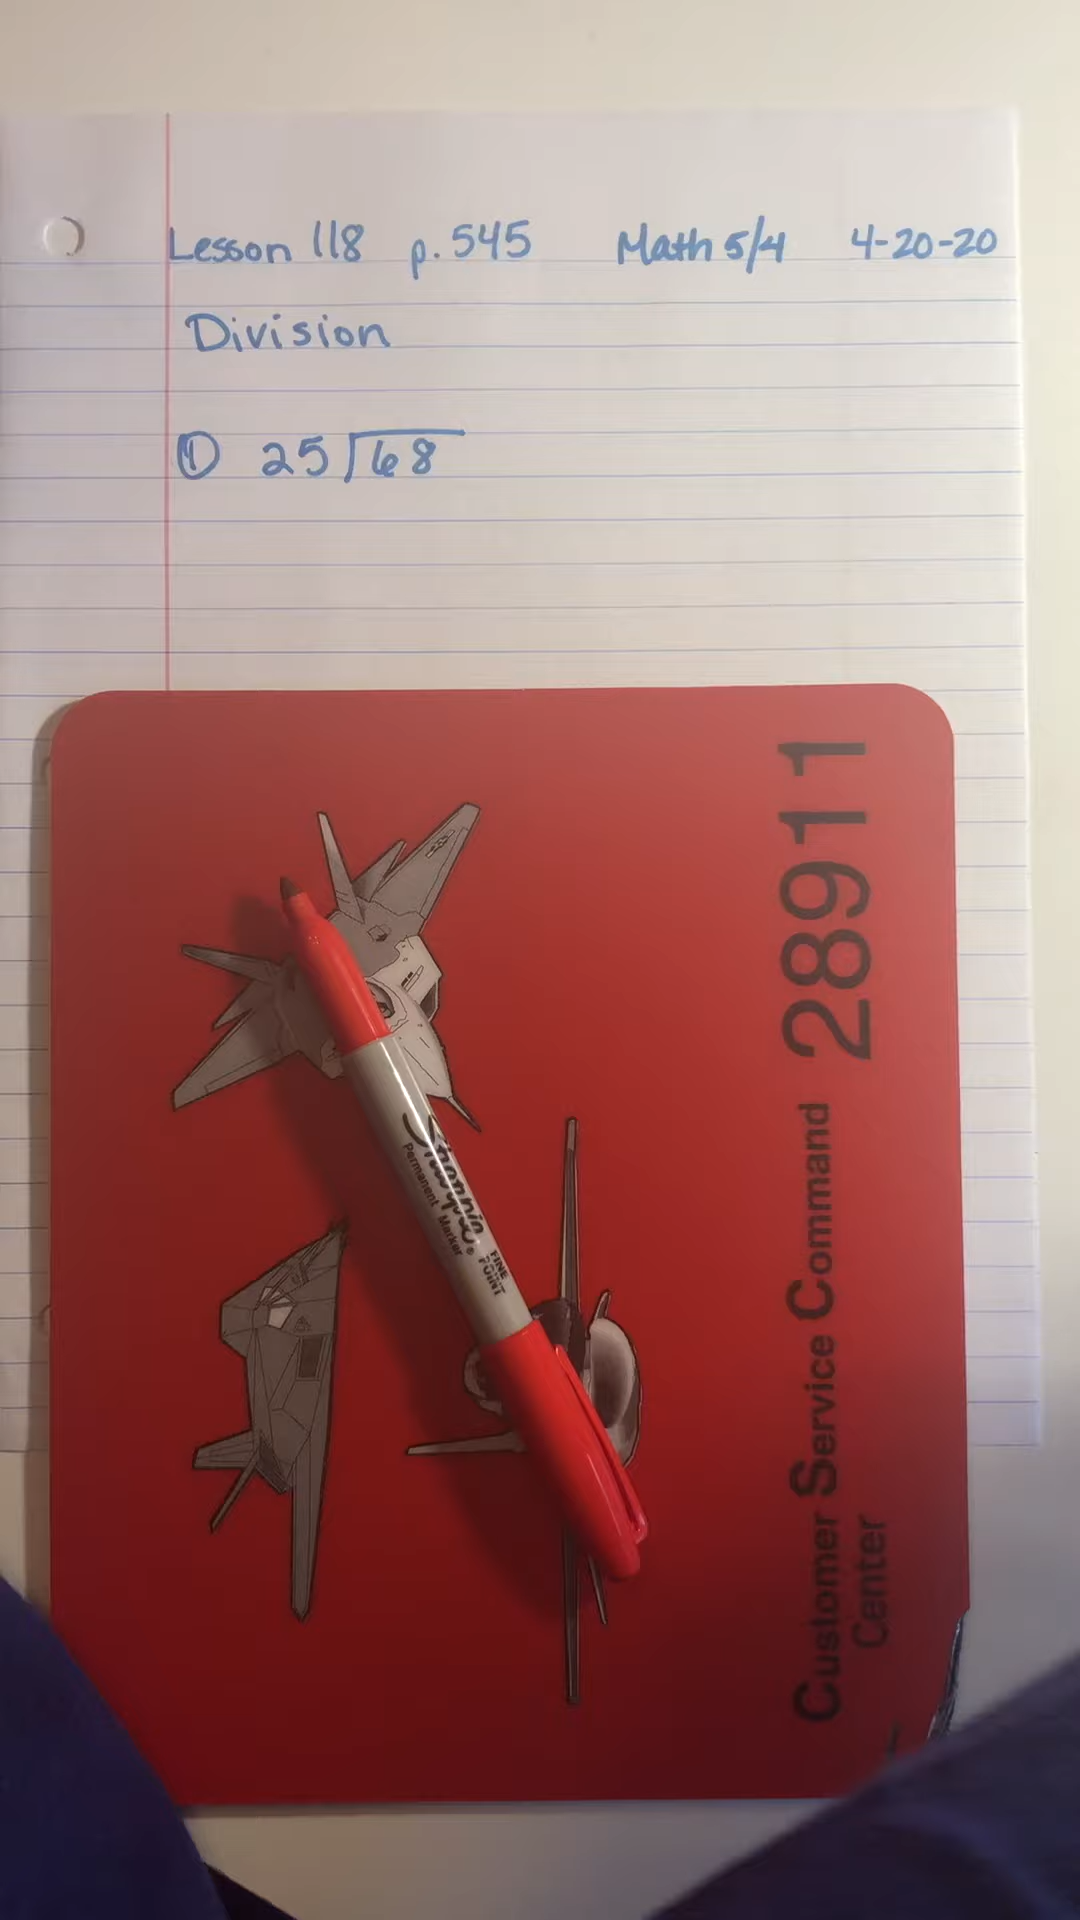 Lesson 118 p. 545 Math 5/4 4-20-20
Division
① 25 68
28911
Customer Service Command
Center
Sharpie
Permanent Marker
FINE
POINT